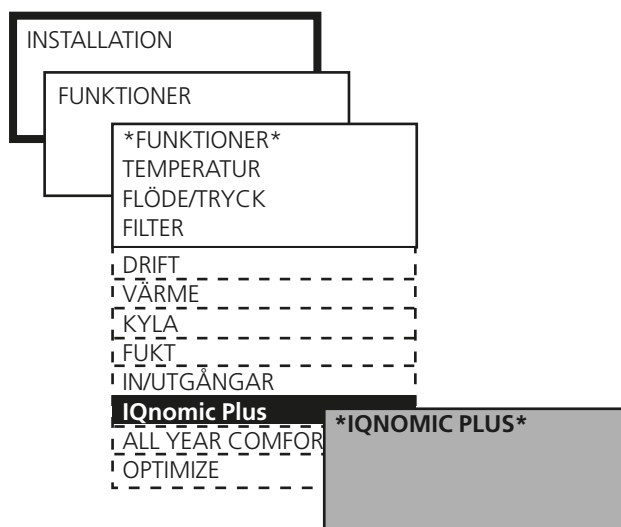 INSTALLATION
FUNKTIONER
*FUNKTIONER*
TEMPERATUR
FLÖDE/TRYCK
FILTER
DRIFT
VÄRME
KYLA
FUKT
IN/UTGÅNGAR
IQnomic Plus
*IQNOMIC PLUS*
ALL YEAR COMFOR
OPTIMIZE